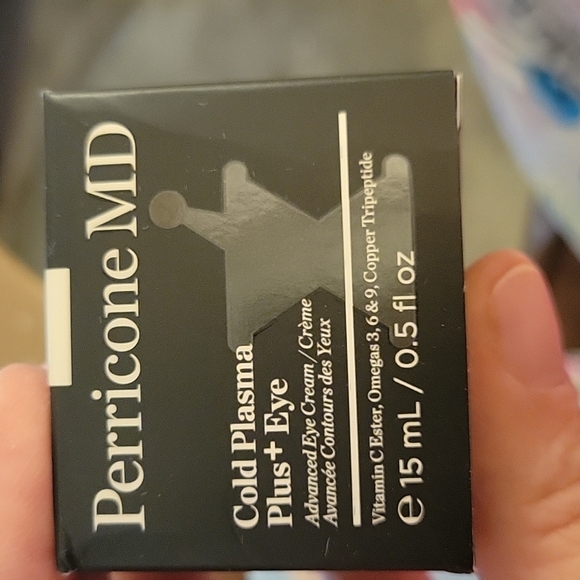 Perricone MD
Cold Plasma
Plus+ Eye
Advanced Eye Cream / Crème
Avancée Contours des Yeux
Vitamin C Ester, Omegas 3, 6 & 9, Copper Tripeptide
℮ 15 mL / 0.5 fl oz